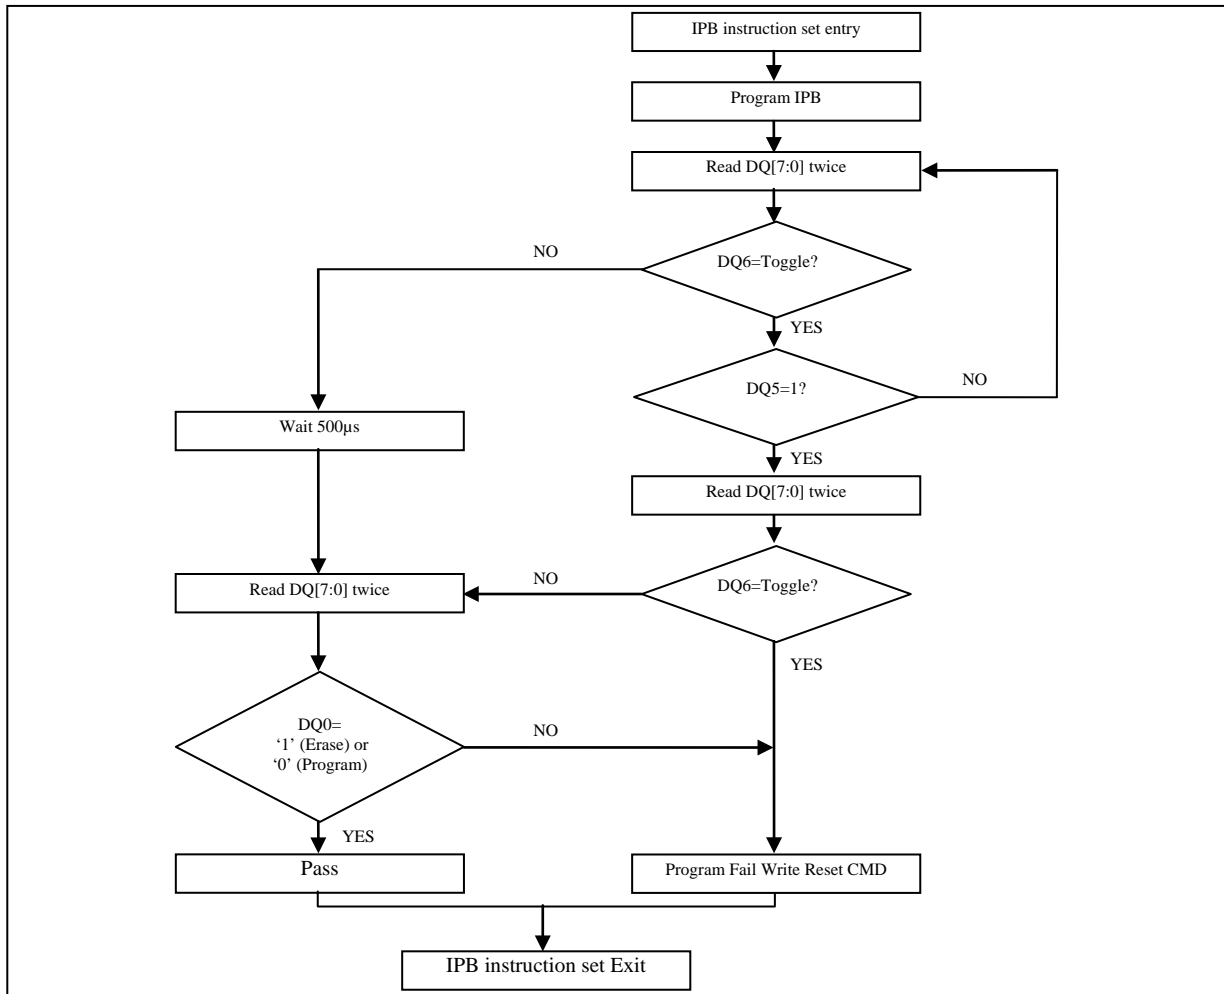 IPB instruction set entry
Program IPB
Read DQ[7:0] twice
NO
DQ6=Toggle?
YES
DQ5=1?
NO
Wait 500µs
YES
Read DQ[7:0] twice
Read DQ[7:0] twice
NO
DQ6=Toggle?
YES
DQ0=
‘1’ (Erase) or
‘0’ (Program)
NO
YES
Pass
Program Fail Write Reset CMD
IPB instruction set Exit